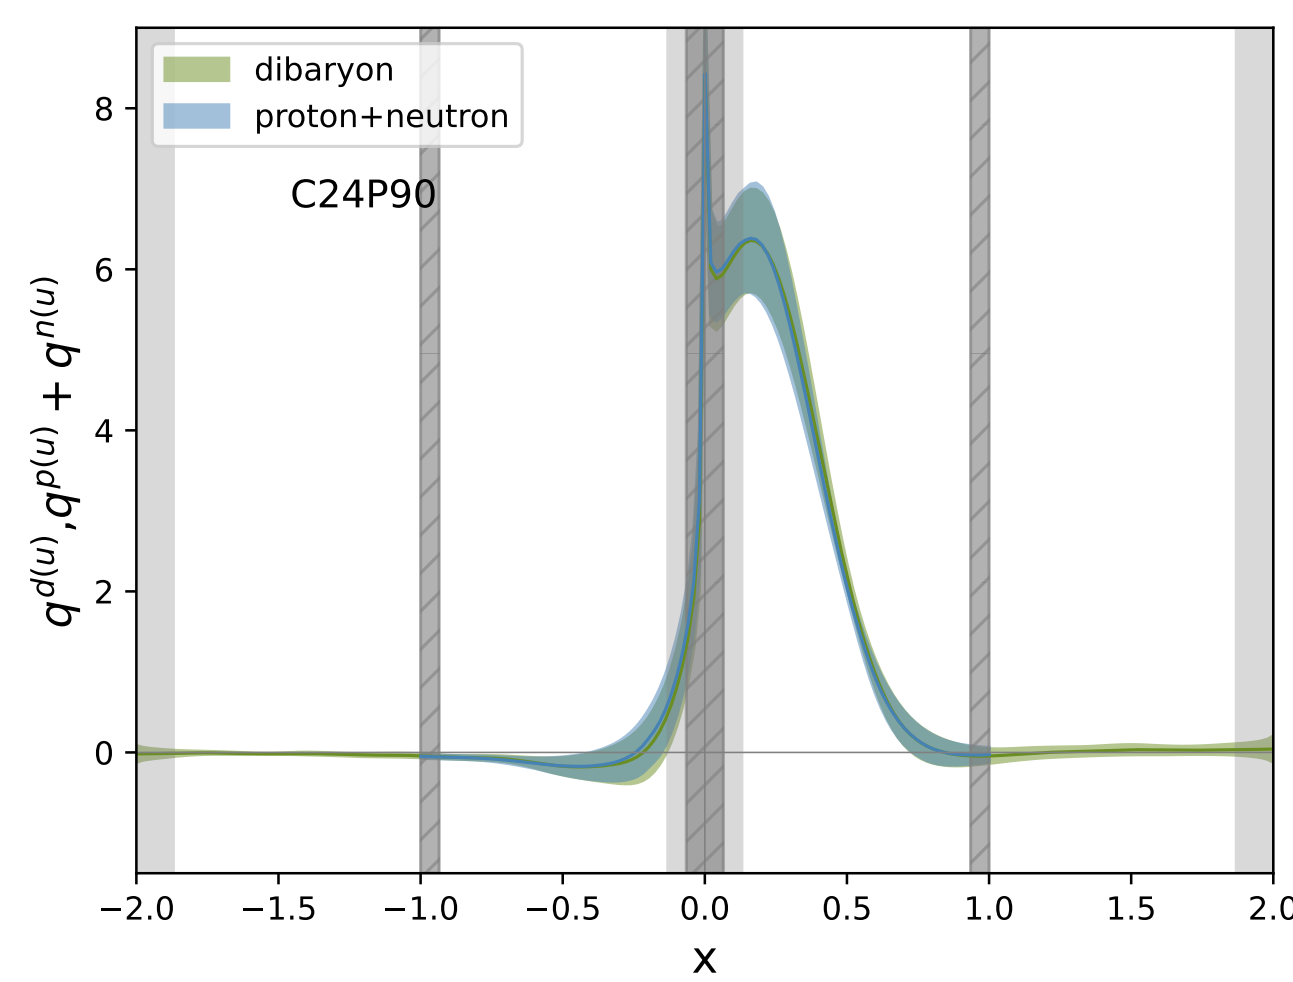 dibaryon
proton+neutron
C24P90
8
6
4
2
0
q^{d(u)},q^{p(u)} + q^{n(u)}
−2.0 −1.5 −1.0 −0.5 0.0 0.5 1.0 1.5 2.0
x